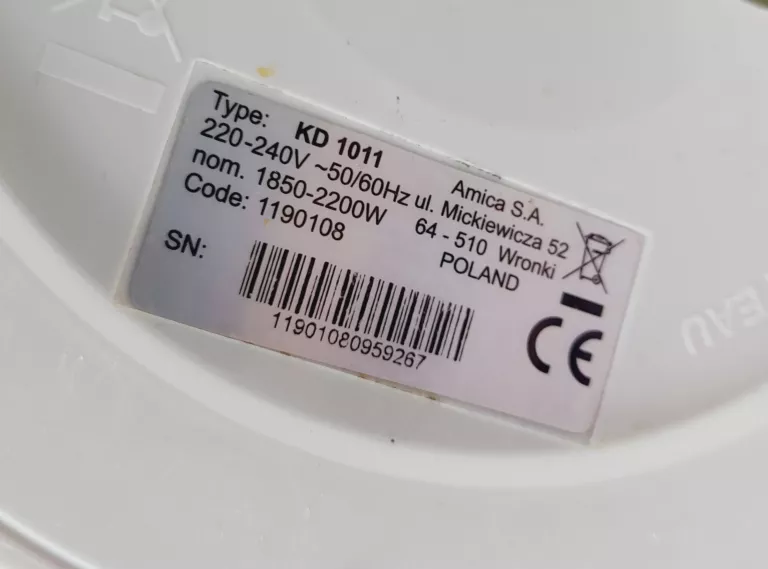 Type: KD 1011
220-240V ~50/60Hz
nom. 1850-2200W
Code: 1190108
Amica S.A.
ul. Mickiewicza 52
64 - 510 Wronki
POLAND
SN:
11901080959267
CE
EAU